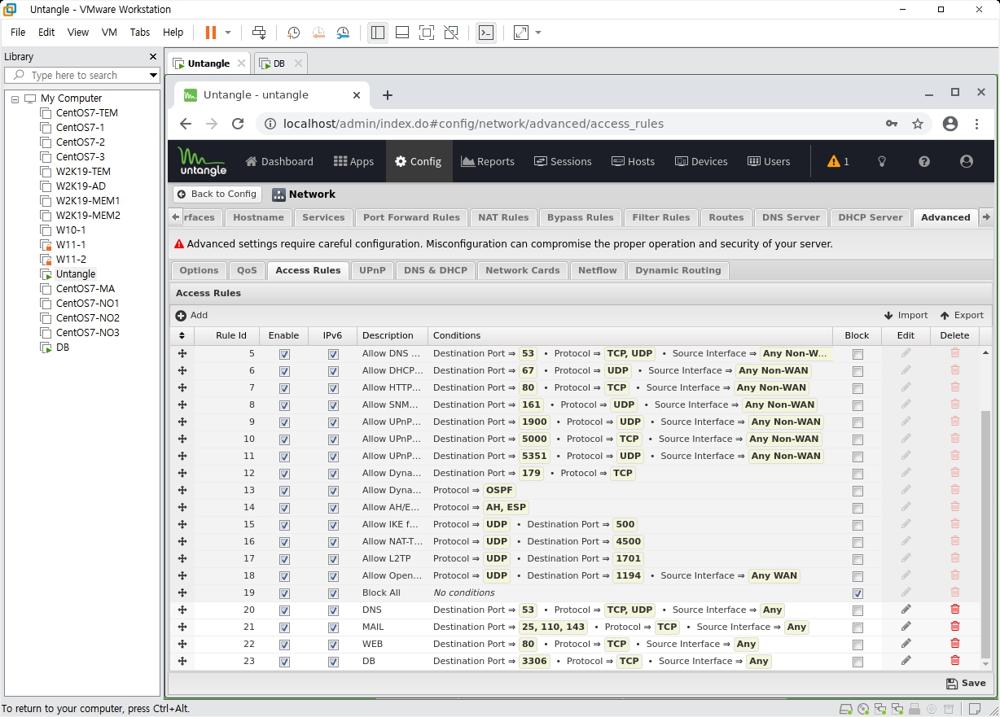 Untangle - VMware Workstation
File Edit View VM Tabs Help
Library
Type here to search
My Computer
CentOS7-TEM
CentOS7-1
CentOS7-2
CentOS7-3
W2K19-TEM
W2K19-AD
W2K19-MEM1
W2K19-MEM2
W10-1
W11-1
W11-2
Untangle
CentOS7-MA
CentOS7-NO1
CentOS7-NO2
CentOS7-NO3
DB
Untangle DB
Untangle - untangle
localhost/admin/index.do#config/network/advanced/access_rules
untangle Dashboard Apps Config Reports Sessions Hosts Devices Users 1
Back to Config Network
rfaces Hostname Services Port Forward Rules NAT Rules Bypass Rules Filter Rules Routes DNS Server DHCP Server Advanced
Advanced settings require careful configuration. Misconfiguration can compromise the proper operation and security of your server.
Options QoS Access Rules UPnP DNS & DHCP Network Cards Netflow Dynamic Routing
Access Rules
Add Import Export
Rule Id Enable IPv6 Description Conditions Block Edit Delete
5 Allow DNS ... Destination Port ⇒ 53 • Protocol ⇒ TCP, UDP • Source Interface ⇒ Any Non-W...
6 Allow DHCP... Destination Port ⇒ 67 • Protocol ⇒ UDP • Source Interface ⇒ Any Non-WAN
7 Allow HTTP... Destination Port ⇒ 80 • Protocol ⇒ TCP • Source Interface ⇒ Any Non-WAN
8 Allow SNM... Destination Port ⇒ 161 • Protocol ⇒ UDP • Source Interface ⇒ Any Non-WAN
9 Allow UPnP... Destination Port ⇒ 1900 • Protocol ⇒ UDP • Source Interface ⇒ Any Non-WAN
10 Allow UPnP... Destination Port ⇒ 5000 • Protocol ⇒ TCP • Source Interface ⇒ Any Non-WAN
11 Allow UPnP... Destination Port ⇒ 5351 • Protocol ⇒ UDP • Source Interface ⇒ Any Non-WAN
12 Allow Dyna... Destination Port ⇒ 179 • Protocol ⇒ TCP
13 Allow Dyna... Protocol ⇒ OSPF
14 Allow AH/E... Protocol ⇒ AH, ESP
15 Allow IKE f... Protocol ⇒ UDP • Destination Port ⇒ 500
16 Allow NAT-T... Protocol ⇒ UDP • Destination Port ⇒ 4500
17 Allow L2TP Protocol ⇒ UDP • Destination Port ⇒ 1701
18 Allow Open... Protocol ⇒ UDP • Destination Port ⇒ 1194 • Source Interface ⇒ Any WAN
19 Block All No conditions
20 DNS Destination Port ⇒ 53 • Protocol ⇒ TCP, UDP • Source Interface ⇒ Any
21 MAIL Destination Port ⇒ 25, 110, 143 • Protocol ⇒ TCP • Source Interface ⇒ Any
22 WEB Destination Port ⇒ 80 • Protocol ⇒ TCP • Source Interface ⇒ Any
23 DB Destination Port ⇒ 3306 • Protocol ⇒ TCP • Source Interface ⇒ Any
Save
To return to your computer, press Ctrl+Alt.